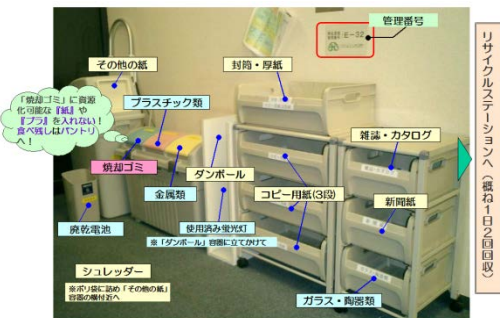 管理番号
E-32
その他の紙
封筒・厚紙
「焼却ゴミ」に資源
化可能な『紙』や
『プラ』を入れない!
食べ残しはパントリ
へ!
プラスチック類
雑誌・カタログ
焼却ゴミ
金属類
ダンボール
コピー用紙(3段)
新聞紙
廃乾電池
使用済み蛍光灯
※「ダンボール」容器に立てかけて
シュレッダー
※ポリ袋に詰め「その他の紙」
容器の横付近へ
ガラス・陶器類
リサイクルステーションへ(概ね1日2回回収)